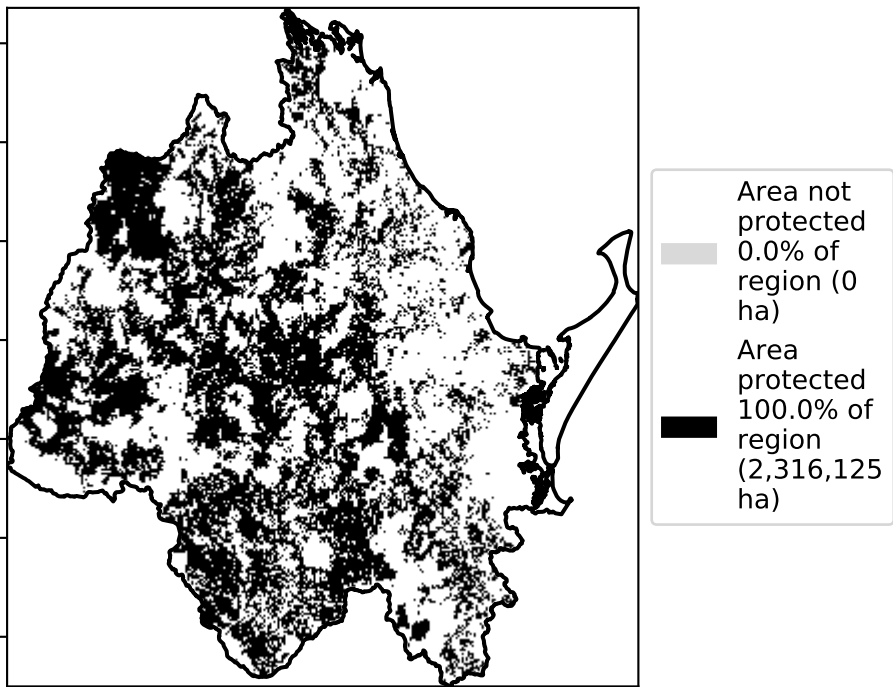 Area not
protected
0.0% of
region (0
ha)
Area
protected
100.0% of
region
(2,316,125
ha)